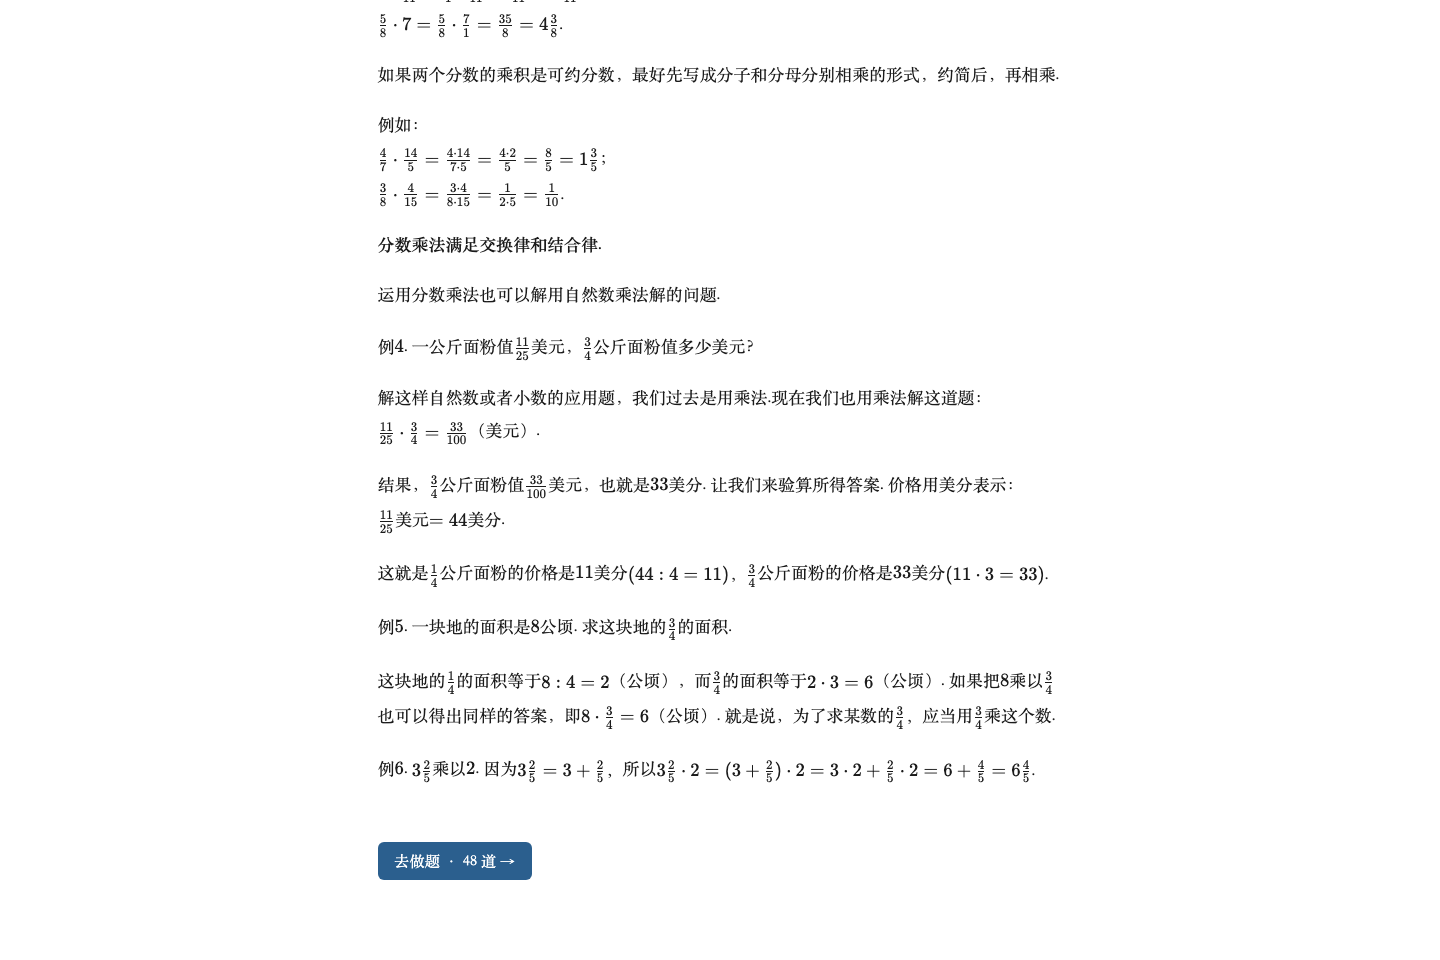 5/8 · 7 = 5/8 · 7/1 = 35/8 = 4 3/8.
如果两个分数的乘积是可约分数，最好先写成分子和分母分别相乘的形式，约简后，再相乘.
例如：
4/7 · 14/5 = 4·14/7·5 = 4·2/5 = 8/5 = 1 3/5；
3/8 · 4/15 = 3·4/8·15 = 1/2·5 = 1/10.
分数乘法满足交换律和结合律.
运用分数乘法也可以解用自然数乘法解的问题.
例4. 一公斤面粉值11/25美元，3/4公斤面粉值多少美元？
解这样自然数或者小数的应用题，我们过去是用乘法.现在我们也用乘法解这道题：
11/25 · 3/4 = 33/100（美元）.
结果，3/4公斤面粉值33/100美元，也就是33美分. 让我们来验算所得答案. 价格用美分表示：
11/25美元= 44美分.
这就是1/4公斤面粉的价格是11美分(44 : 4 = 11)，3/4公斤面粉的价格是33美分(11 · 3 = 33).
例5. 一块地的面积是8公顷. 求这块地的3/4的面积.
这块地的1/4的面积等于8 : 4 = 2（公顷），而3/4的面积等于2 · 3 = 6（公顷）. 如果把8乘以3/4
也可以得出同样的答案，即8 · 3/4 = 6（公顷）. 就是说，为了求某数的3/4，应当用3/4乘这个数.
例6. 3 2/5乘以2. 因为3 2/5 = 3 + 2/5，所以3 2/5 · 2 = (3 + 2/5) · 2 = 3 · 2 + 2/5 · 2 = 6 + 4/5 = 6 4/5.
去做题 · 48 道 →